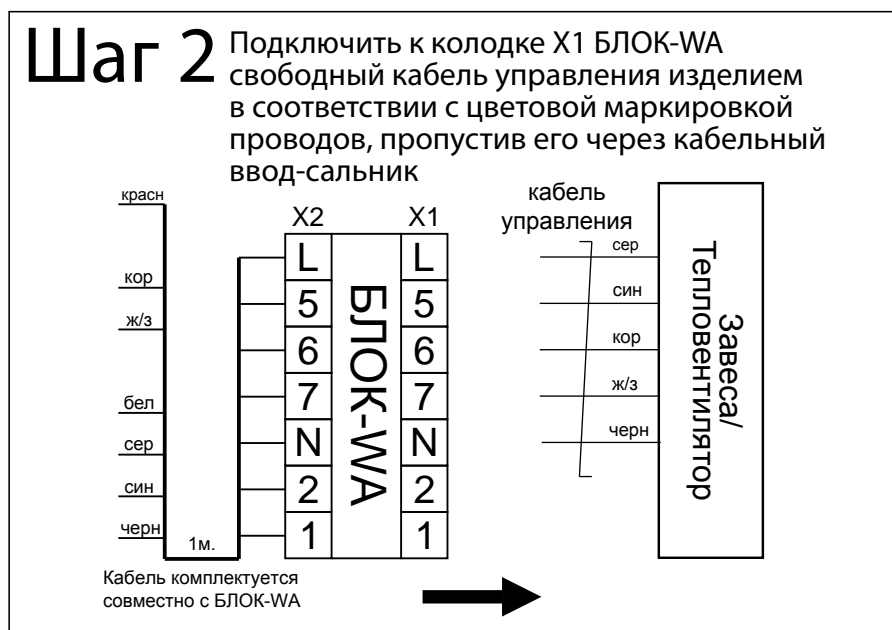 Шаг 2
Подключить к колодке X1 БЛОК-WA
свободный кабель управления изделием
в соответствии с цветовой маркировкой
проводов, пропустив его через кабельный
ввод-сальник
красн
кор
ж/з
бел
сер
син
черн
1м.
X2
L
5
6
7
N
2
1
БЛОК-WA
X1
L
5
6
7
N
2
1
кабель
управления
сер
син
кор
ж/з
черн
Завеса/
Тепловентилятор
Кабель комплектуется
совместно с БЛОК-WA